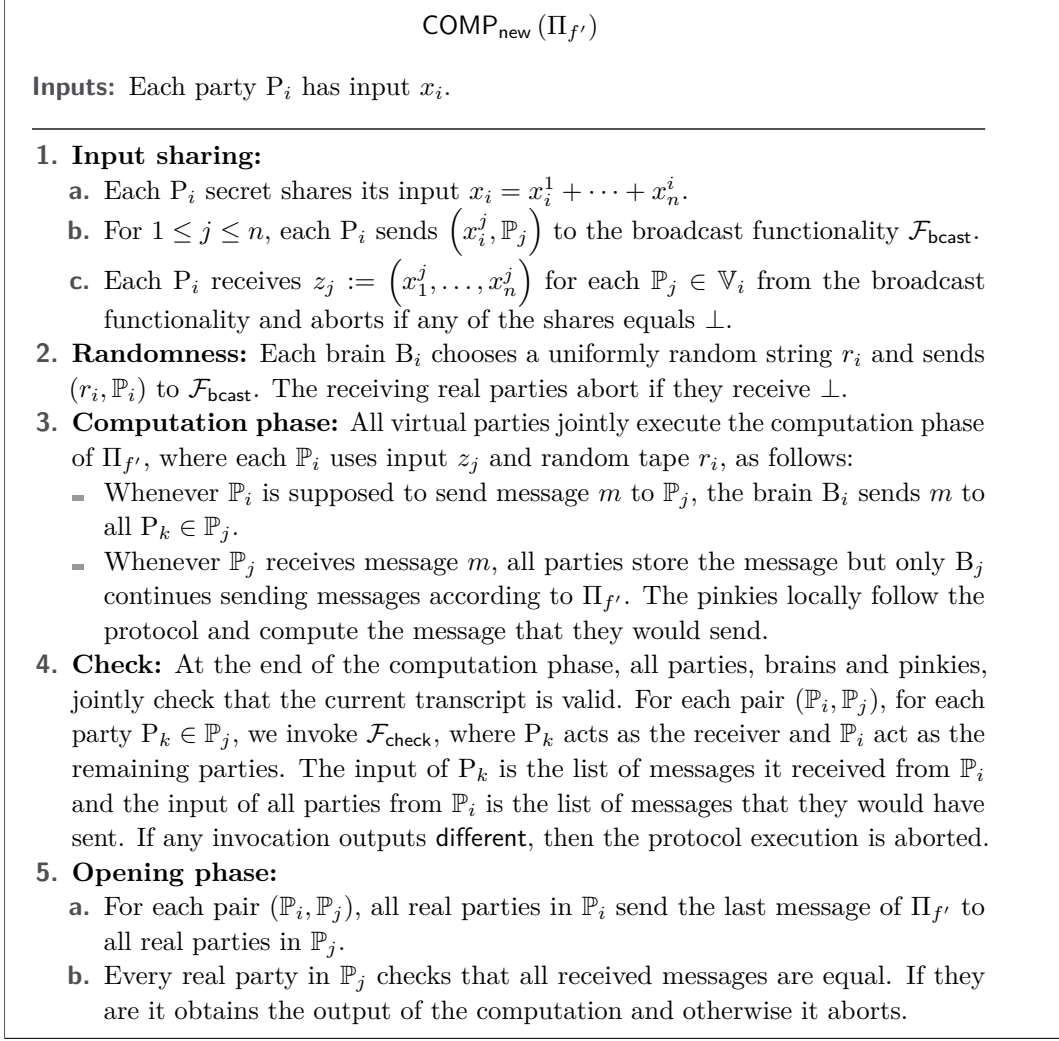 COMP_new (Π_f′)
Inputs: Each party P_i has input x_i.
1. Input sharing:
a. Each P_i secret shares its input x_i = x_i^1 + ⋯ + x_n^i.
b. For 1 ≤ j ≤ n, each P_i sends (x_i^j, ℙ_j) to the broadcast functionality ℱ_bcast.
c. Each P_i receives z_j := (x_1^j, …, x_n^j) for each ℙ_j ∈ 𝕍_i from the broadcast
functionality and aborts if any of the shares equals ⊥.
2. Randomness: Each brain B_i chooses a uniformly random string r_i and sends
(r_i, ℙ_i) to ℱ_bcast. The receiving real parties abort if they receive ⊥.
3. Computation phase: All virtual parties jointly execute the computation phase
of Π_f′, where each ℙ_i uses input z_j and random tape r_i, as follows:
- Whenever ℙ_i is supposed to send message m to ℙ_j, the brain B_i sends m to
all P_k ∈ ℙ_j.
- Whenever ℙ_j receives message m, all parties store the message but only B_j
continues sending messages according to Π_f′. The pinkies locally follow the
protocol and compute the message that they would send.
4. Check: At the end of the computation phase, all parties, brains and pinkies,
jointly check that the current transcript is valid. For each pair (ℙ_i, ℙ_j), for each
party P_k ∈ ℙ_j, we invoke ℱ_check, where P_k acts as the receiver and ℙ_i act as the
remaining parties. The input of P_k is the list of messages it received from ℙ_i
and the input of all parties from ℙ_i is the list of messages that they would have
sent. If any invocation outputs different, then the protocol execution is aborted.
5. Opening phase:
a. For each pair (ℙ_i, ℙ_j), all real parties in ℙ_i send the last message of Π_f′ to
all real parties in ℙ_j.
b. Every real party in ℙ_j checks that all received messages are equal. If they
are it obtains the output of the computation and otherwise it aborts.